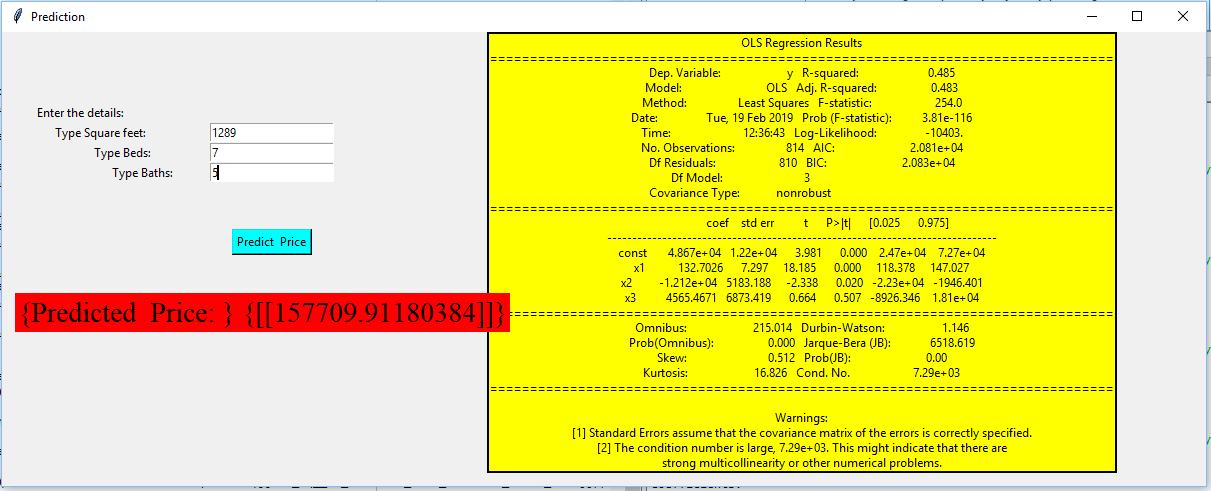 Prediction
Enter the details:
Type Square feet: 1289
Type Beds: 7
Type Baths: 5
Predict Price
{Predicted Price: } {[[157709.91180384]]}
OLS Regression Results
==============================================================================
Dep. Variable: y R-squared: 0.485
Model: OLS Adj. R-squared: 0.483
Method: Least Squares F-statistic: 254.0
Date: Tue, 19 Feb 2019 Prob (F-statistic): 3.81e-116
Time: 12:36:43 Log-Likelihood: -10403.
No. Observations: 814 AIC: 2.081e+04
Df Residuals: 810 BIC: 2.083e+04
Df Model: 3
Covariance Type: nonrobust
==============================================================================
coef std err t P>|t| [0.025 0.975]
------------------------------------------------------------------------------
const 4.867e+04 1.22e+04 3.981 0.000 2.47e+04 7.27e+04
x1 132.7026 7.297 18.185 0.000 118.378 147.027
x2 -1.212e+04 5183.188 -2.338 0.020 -2.23e+04 -1946.401
x3 4565.4671 6873.419 0.664 0.507 -8926.346 1.81e+04
==============================================================================
Omnibus: 215.014 Durbin-Watson: 1.146
Prob(Omnibus): 0.000 Jarque-Bera (JB): 6518.619
Skew: 0.512 Prob(JB): 0.00
Kurtosis: 16.826 Cond. No. 7.29e+03
==============================================================================
Warnings:
[1] Standard Errors assume that the covariance matrix of the errors is correctly specified.
[2] The condition number is large, 7.29e+03. This might indicate that there are
strong multicollinearity or other numerical problems.